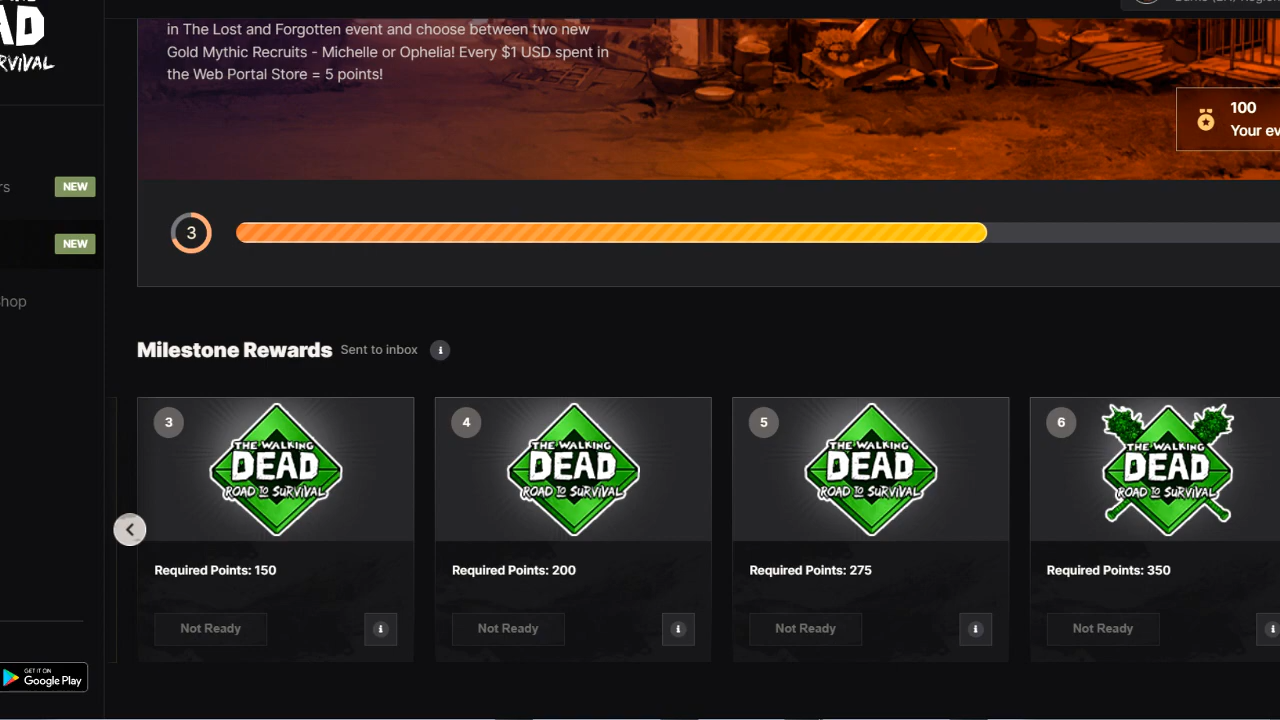 DEAD
in The Lost and Forgotten event and choose between two new
Gold Mythic Recruits - Michelle or Ophelia! Every $1 USD spent in
the Web Portal Store = 5 points!
100
Your ev
NEW
3
NEW
Milestone Rewards Sent to inbox i
3
THE WALKING
DEAD
ROAD TO SURVIVAL
Required Points: 150
Not Ready
i
4
THE WALKING
DEAD
ROAD TO SURVIVAL
Required Points: 200
Not Ready
i
5
THE WALKING
DEAD
ROAD TO SURVIVAL
Required Points: 275
Not Ready
i
6
THE WALKING
DEAD
ROAD TO SURVIVAL
Required Points: 350
Not Ready
i
GET IT ON
Google Play